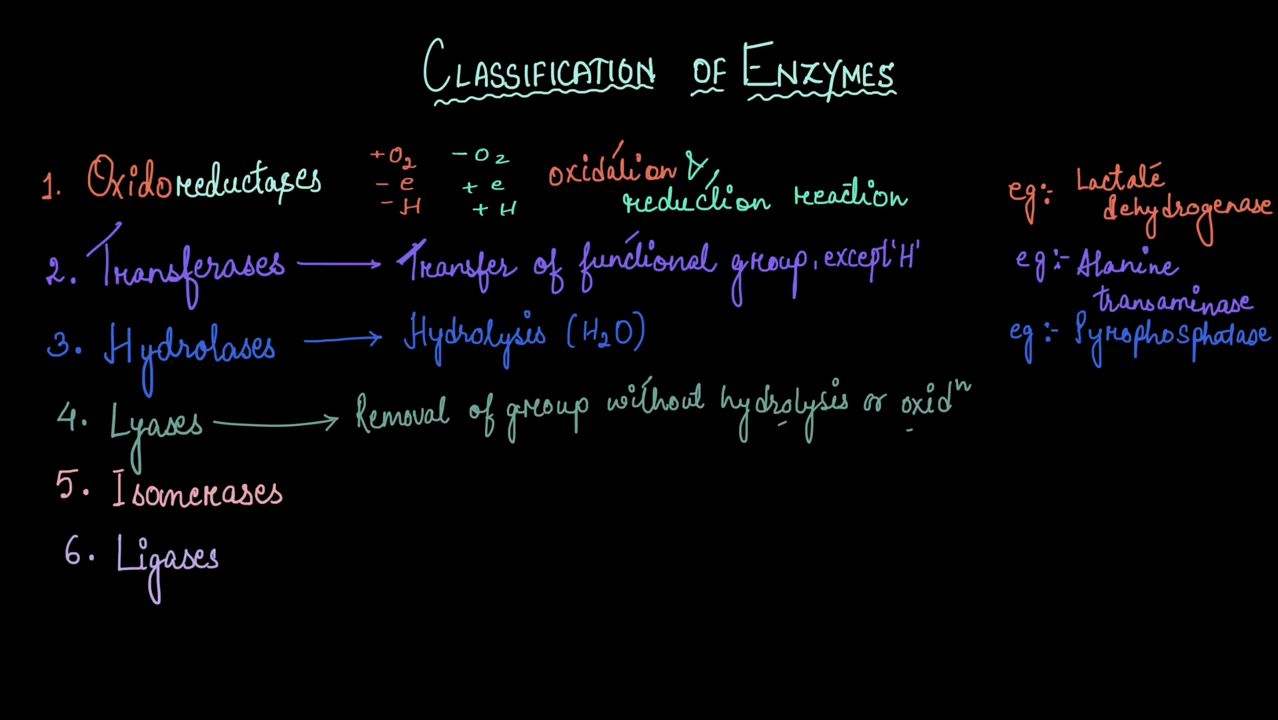 CLASSIFICATION OF ENZYMES
1. Oxidoreductases +O₂ - e - H -O₂ + e + H oxidation & reduction reaction eg:- Lactate dehydrogenase
2. Transferases → Transfer of functional group, except 'H' eg:- Alanine transaminase
3. Hydrolases → Hydrolysis (H₂O) eg:- Pyrophosphatase
4. Lyases → Removal of group without hydrolysis or oxidⁿ
5. Isomerases
6. Ligases